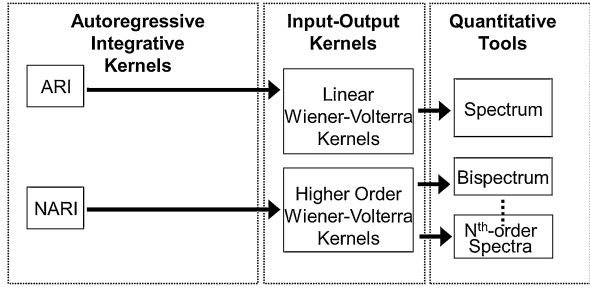 Autoregressive
Integrative
Kernels
Input-Output
Kernels
Quantitative
Tools
ARI
Linear
Wiener-Volterra
Kernels
Spectrum
NARI
Higher Order
Wiener-Volterra
Kernels
Bispectrum
Nth-order
Spectra